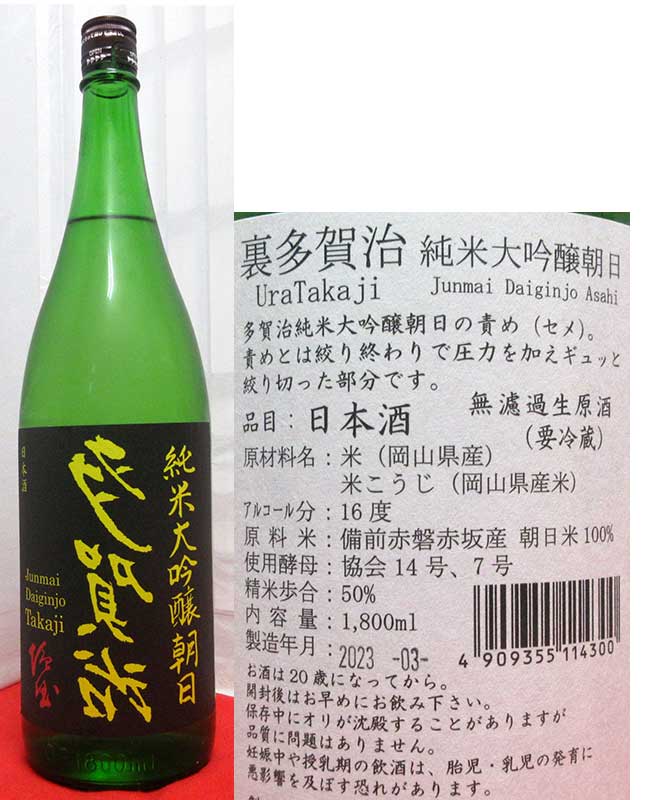 OPEN
日本酒
純米大吟醸朝日
多賀治
Junmai
Daiginjo
Takaji
1800ml
裏多賀治 純米大吟醸朝日
UraTakaji Junmai Daiginjo Asahi
多賀治純米大吟醸朝日の責め（セメ）。
責めとは絞り終わりで圧力を加えギュッと
絞り切った部分です。
無濾過生原酒
品目：日本酒
（要冷蔵）
原材料名：米（岡山県産）
米こうじ（岡山県産米）
アルコール分：16度
原料米：備前赤磐赤坂産 朝日米100%
使用酵母：協会14号、7号
精米歩合：50%
内容量：1,800ml
製造年月：2023 -03-
4 909355 114300
お酒は20歳になってから。
開封後はお早めにお飲み下さい。
保存中にオリが沈殿することがありますが
品質に問題はありません。
妊娠中や授乳期の飲酒は、胎児・乳児の発育に
悪影響を及ぼす恐れがあります。